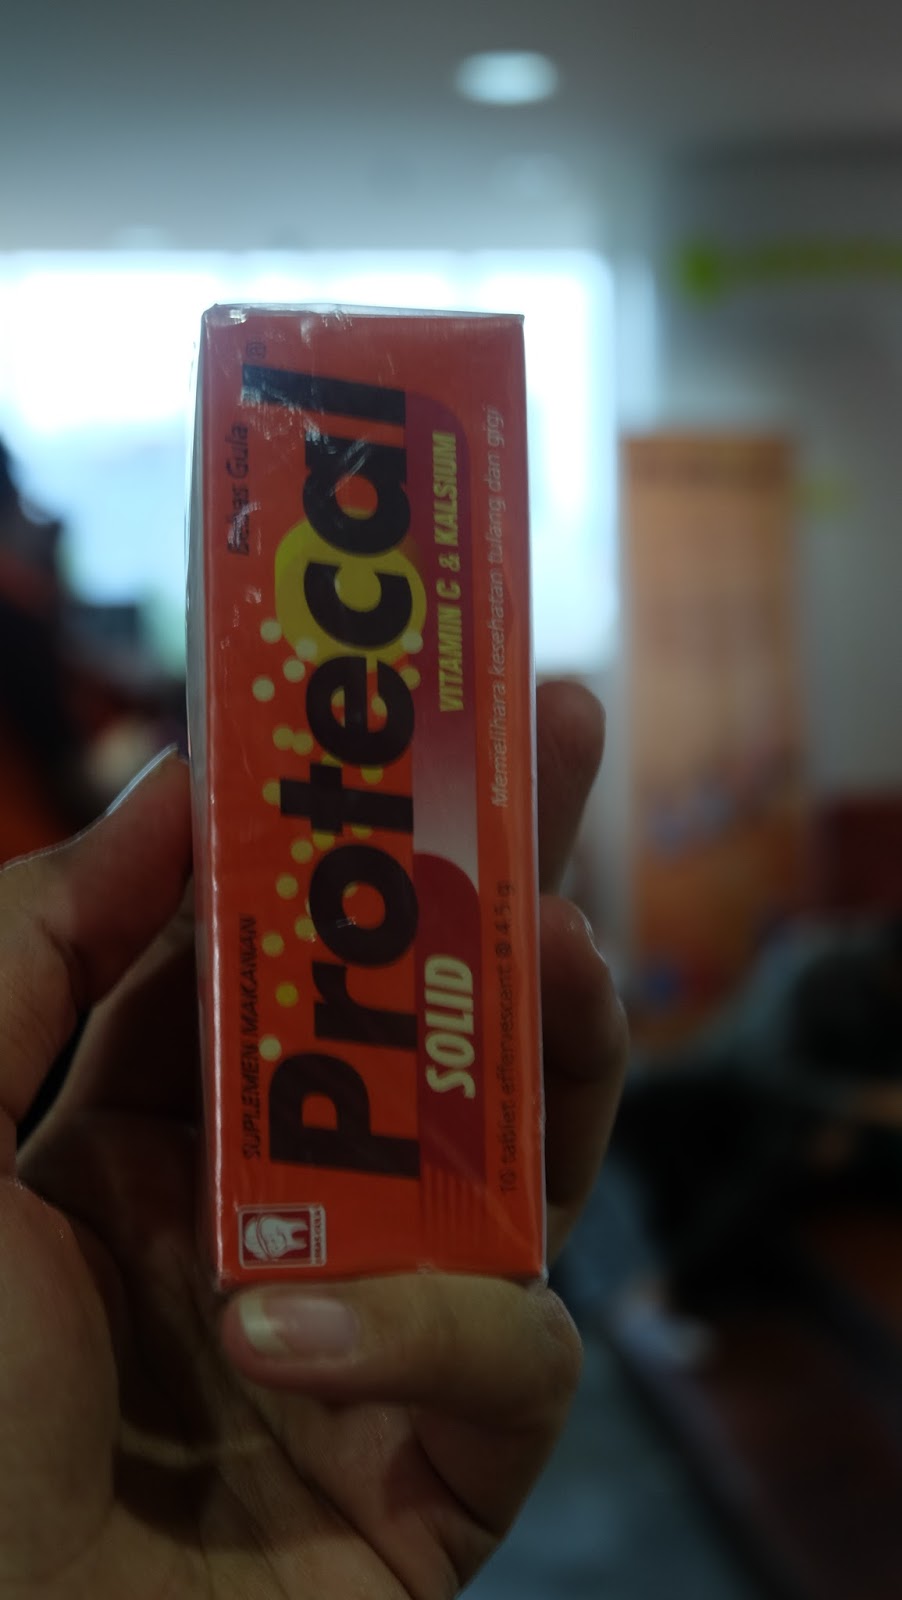 SUPLEMEN MAKANAN
Bebas Gula
Protecal®
SOLID
VITAMIN C & KALSIUM
Memelihara kesehatan tulang dan gigi
10 tablet effervescent @ 4.5 g